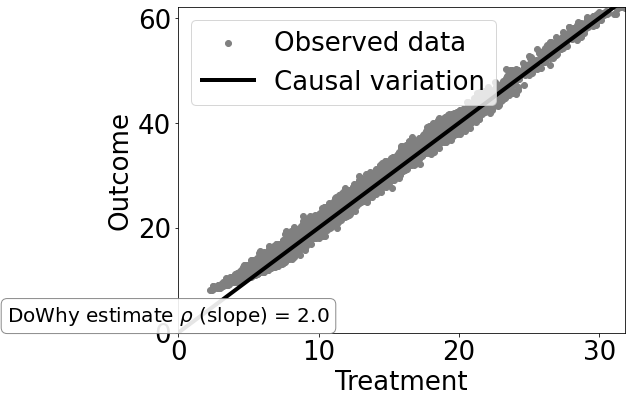 60
40
20
0
Outcome
Observed data
Causal variation
DoWhy estimate ρ (slope) = 2.0
0
10
20
30
Treatment